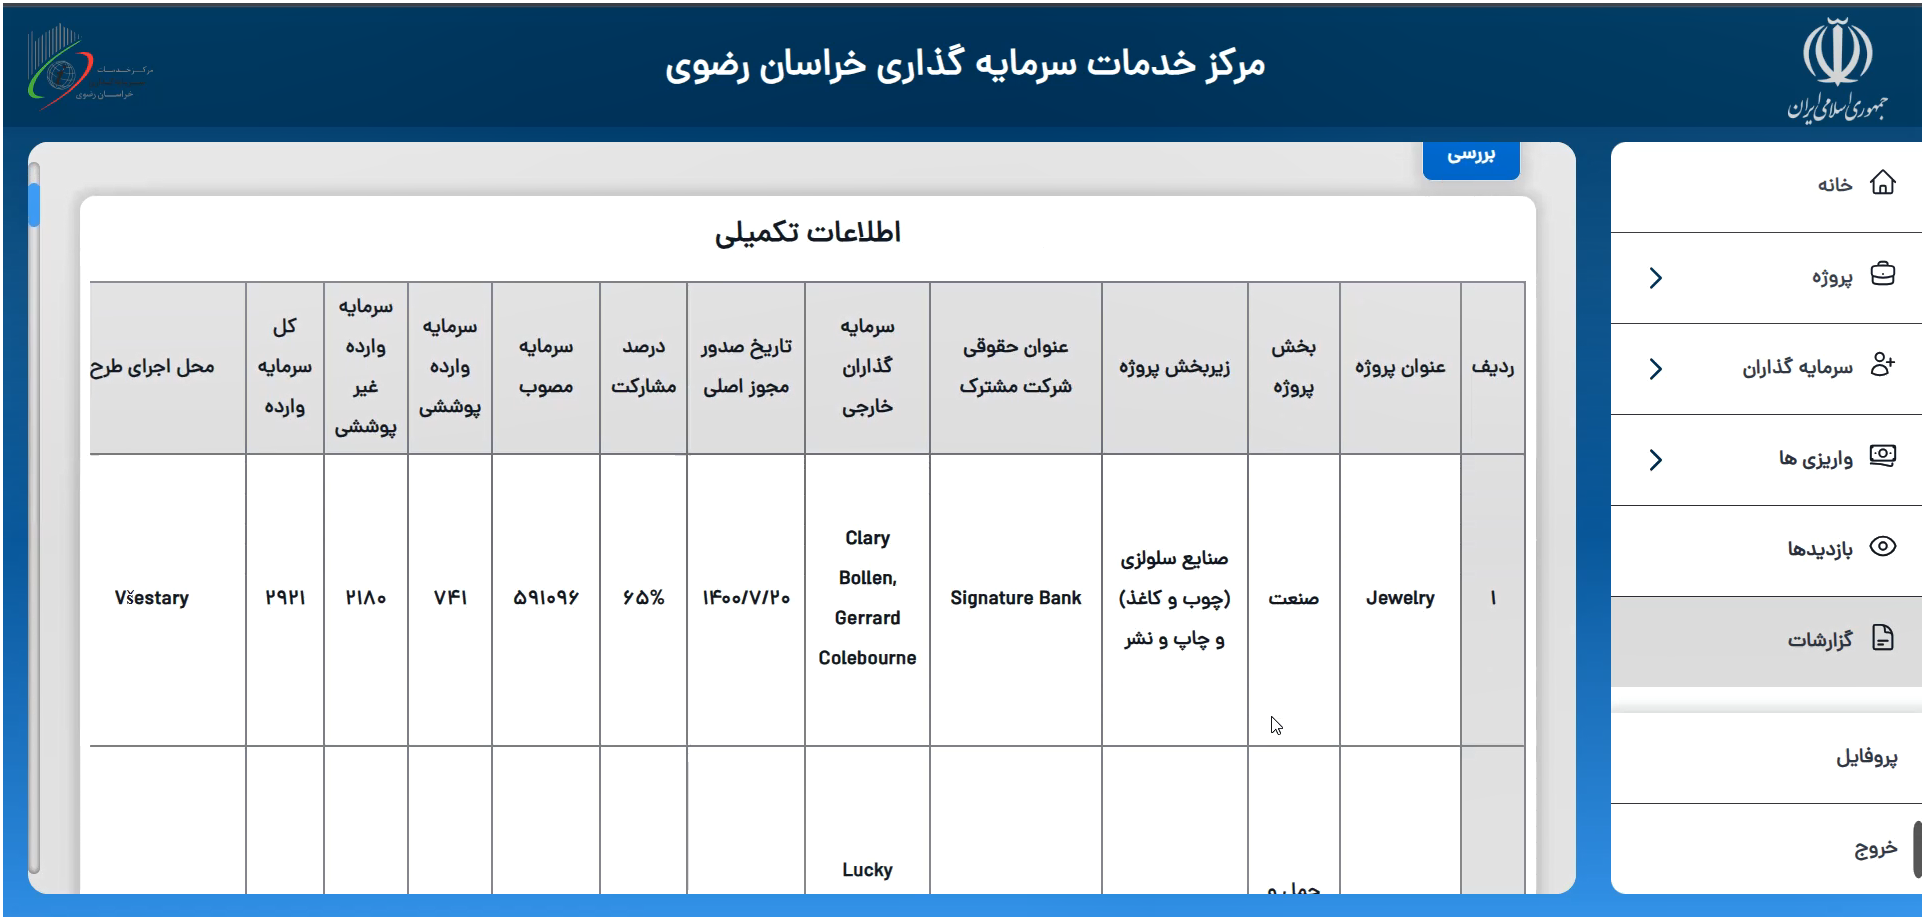 جمهوری اسلامی ایران
مرکز خدمات سرمایه گذاری خراسان رضوی
مرکز خدمات
خراسان رضوی
خانه
پروژه
سرمایه گذاران
واریزی ها
بازدیدها
گزارشات
پروفایل
خروج
بررسی
اطلاعات تکمیلی
ردیف
عنوان پروژه
بخش
پروژه
زیربخش پروژه
عنوان حقوقی
شرکت مشترک
سرمایه
گذاران
خارجی
تاریخ صدور
مجوز اصلی
درصد
مشارکت
سرمایه
مصوب
سرمایه
وارده
پوششی
سرمایه
وارده
غیر
پوششی
کل
سرمایه
وارده
محل اجرای طرح
۱
Jewelry
صنعت
صنایع سلولزی
(چوب و کاغذ)
و چاپ و نشر
Signature Bank
Clary
Bollen,
Gerrard
Colebourne
۱۴۰۰/۷/۲۰
۶۵%
۵۹۱۰۹۶
۷۴۱
۲۱۸۰
۲۹۲۱
Všestary
حمل و
Lucky